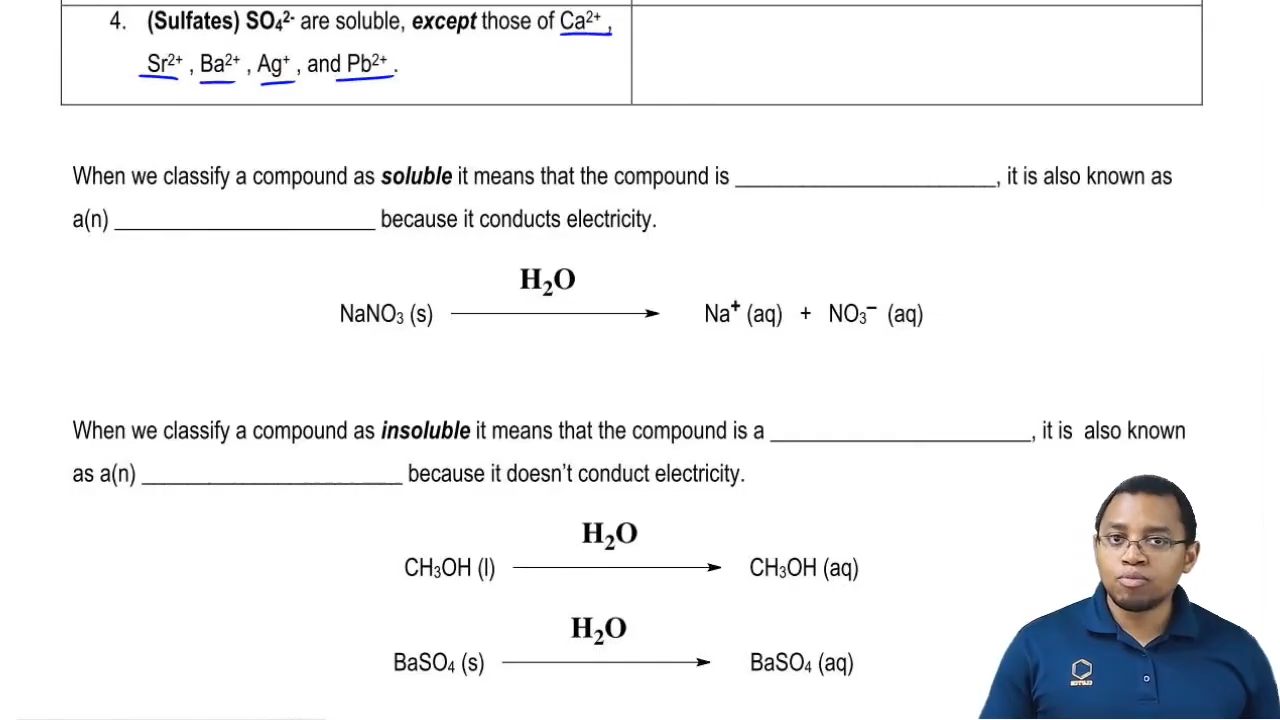 4. (Sulfates) SO₄²⁻ are soluble, except those of Ca²⁺ ,
Sr²⁺ , Ba²⁺ , Ag⁺ , and Pb²⁺ .
When we classify a compound as soluble it means that the compound is ______________________, it is also known as
a(n) ______________________ because it conducts electricity.
H₂O
NaNO₃ (s) ⟶ Na⁺ (aq) + NO₃⁻ (aq)
When we classify a compound as insoluble it means that the compound is a ______________________, it is also known
as a(n) ______________________ because it doesn’t conduct electricity.
H₂O
CH₃OH (l) ⟶ CH₃OH (aq)
H₂O
BaSO₄ (s) ⟶ BaSO₄ (aq)